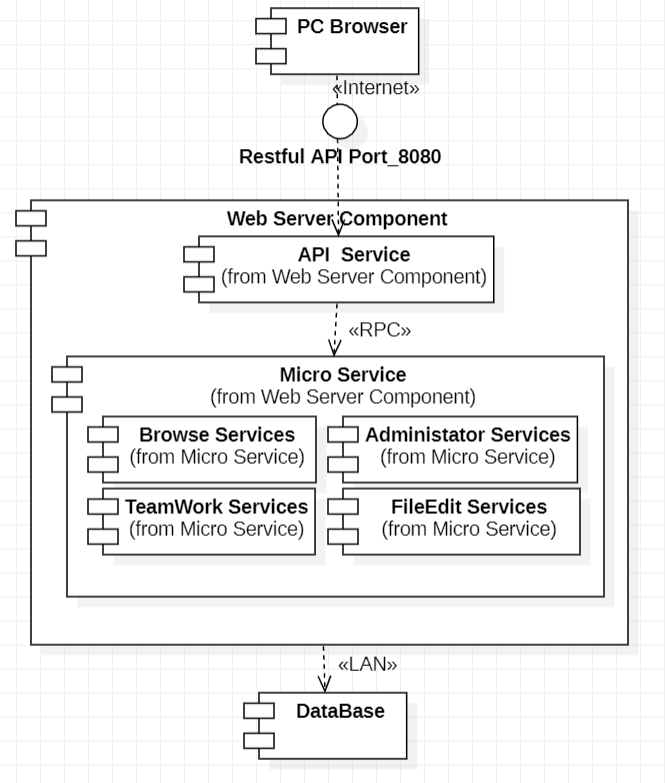 PC Browser
«Internet»
Restful API Port_8080
Web Server Component
API Service
(from Web Server Component)
«RPC»
Micro Service
(from Web Server Component)
Browse Services
(from Micro Service)
Administator Services
(from Micro Service)
TeamWork Services
(from Micro Service)
FileEdit Services
(from Micro Service)
«LAN»
DataBase